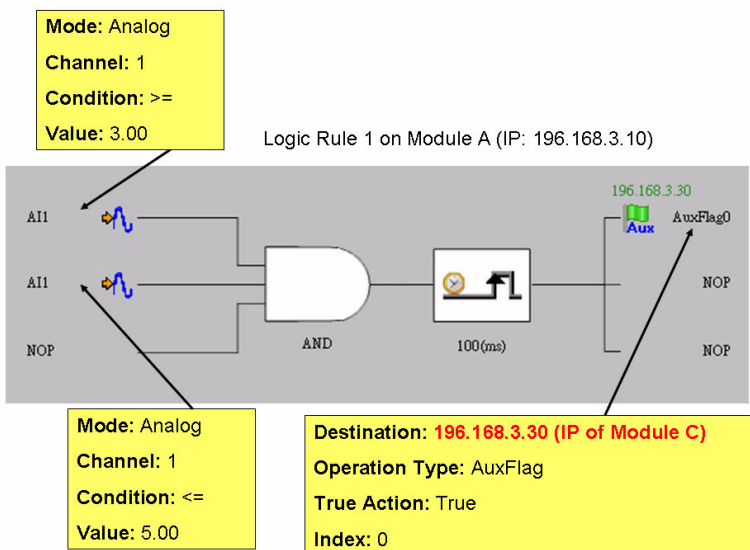 Mode: Analog
Channel: 1
Condition: >=
Value: 3.00
Logic Rule 1 on Module A (IP: 196.168.3.10)
196.168.3.30
AI1
Aux
AuxFlag0
AI1
NOP
NOP
AND
100(ms)
NOP
Mode: Analog
Channel: 1
Condition: <=
Value: 5.00
Destination: 196.168.3.30 (IP of Module C)
Operation Type: AuxFlag
True Action: True
Index: 0